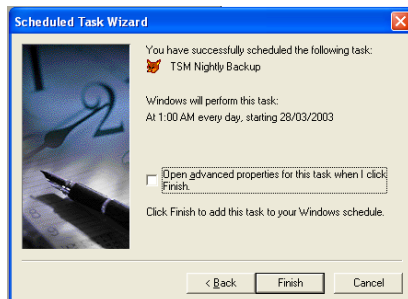 Scheduled Task Wizard
You have successfully scheduled the following task:
TSM Nightly Backup
Windows will perform this task:
At 1:00 AM every day, starting 28/03/2003
Open advanced properties for this task when I click
Finish.
Click Finish to add this task to your Windows schedule.
< Back
Finish
Cancel